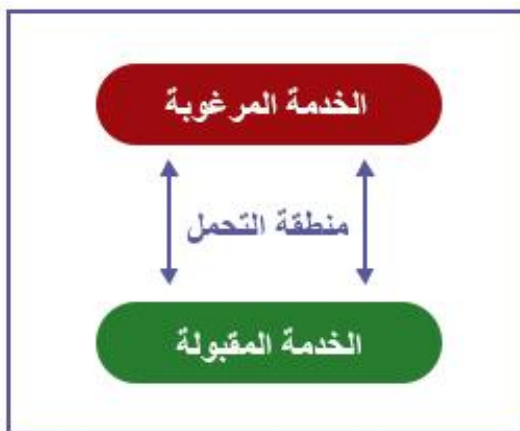 الخدمة المرغوبة
منطقة التحمل
الخدمة المقبولة